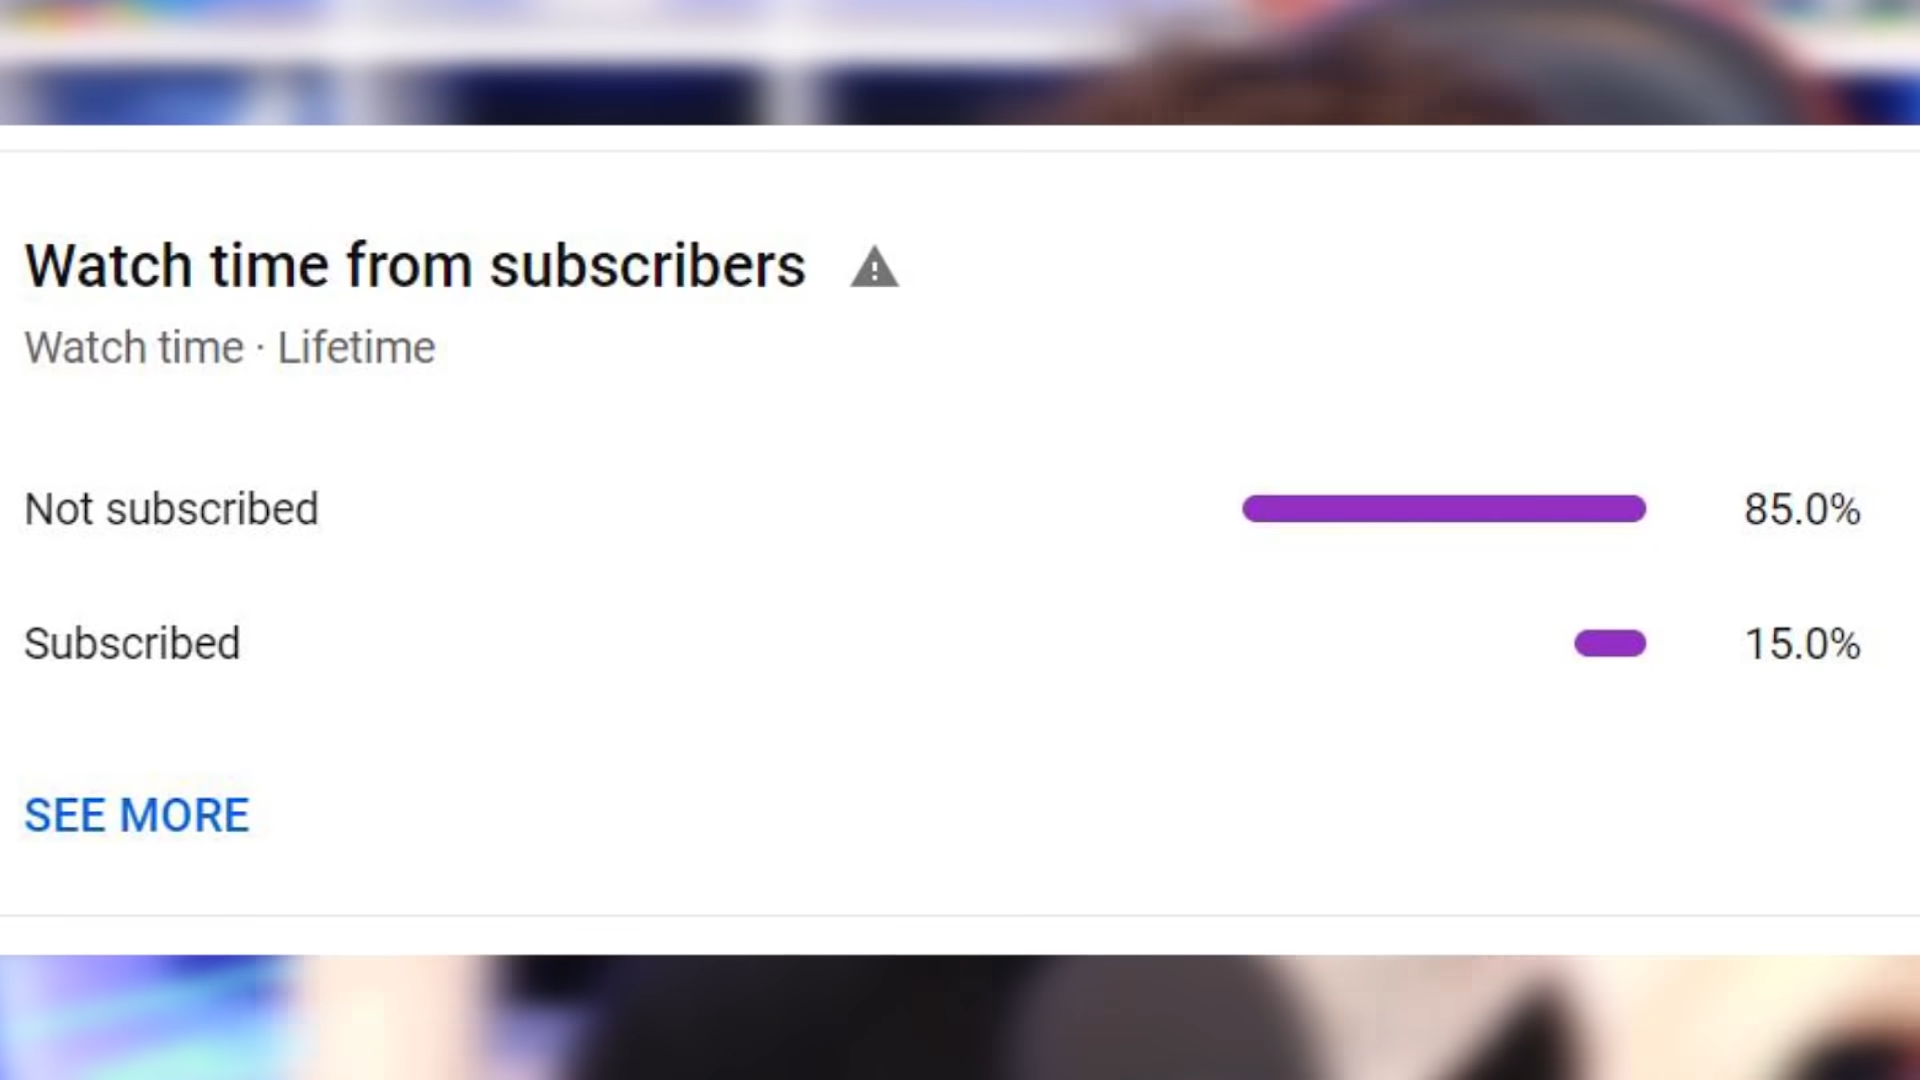 Watch time from subscribers
Watch time · Lifetime
Not subscribed 85.0%
Subscribed 15.0%
SEE MORE